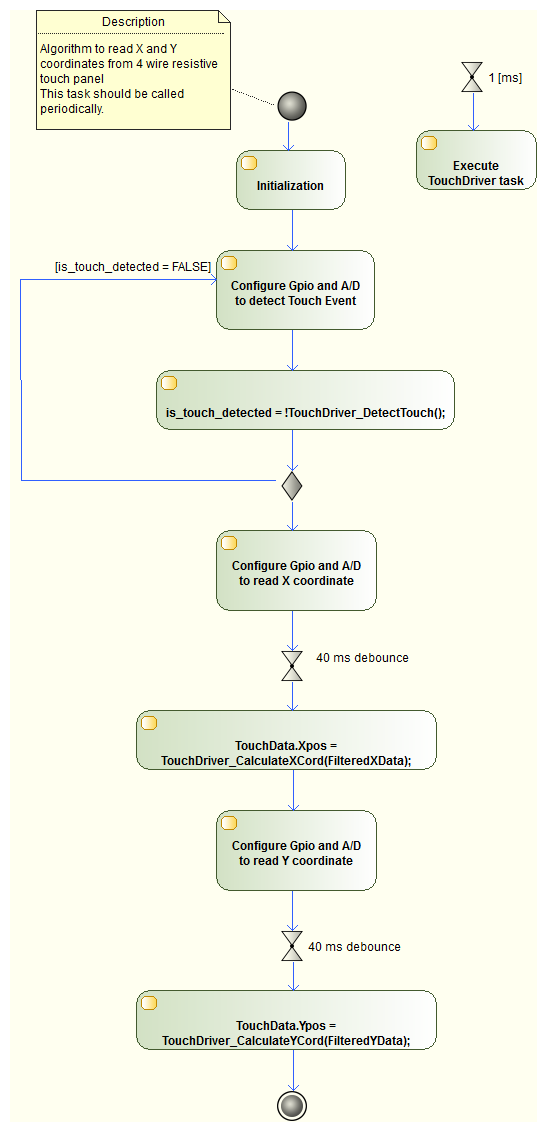 Description
Algorithm to read X and Y
coordinates from 4 wire resistive
touch panel
This task should be called
periodically.
1 [ms]
Execute
TouchDriver task
Initialization
[is_touch_detected = FALSE]
Configure Gpio and A/D
to detect Touch Event
is_touch_detected = !TouchDriver_DetectTouch();
Configure Gpio and A/D
to read X coordinate
40 ms debounce
TouchData.Xpos =
TouchDriver_CalculateXCord(FilteredXData);
Configure Gpio and A/D
to read Y coordinate
40 ms debounce
TouchData.Ypos =
TouchDriver_CalculateYCord(FilteredYData);